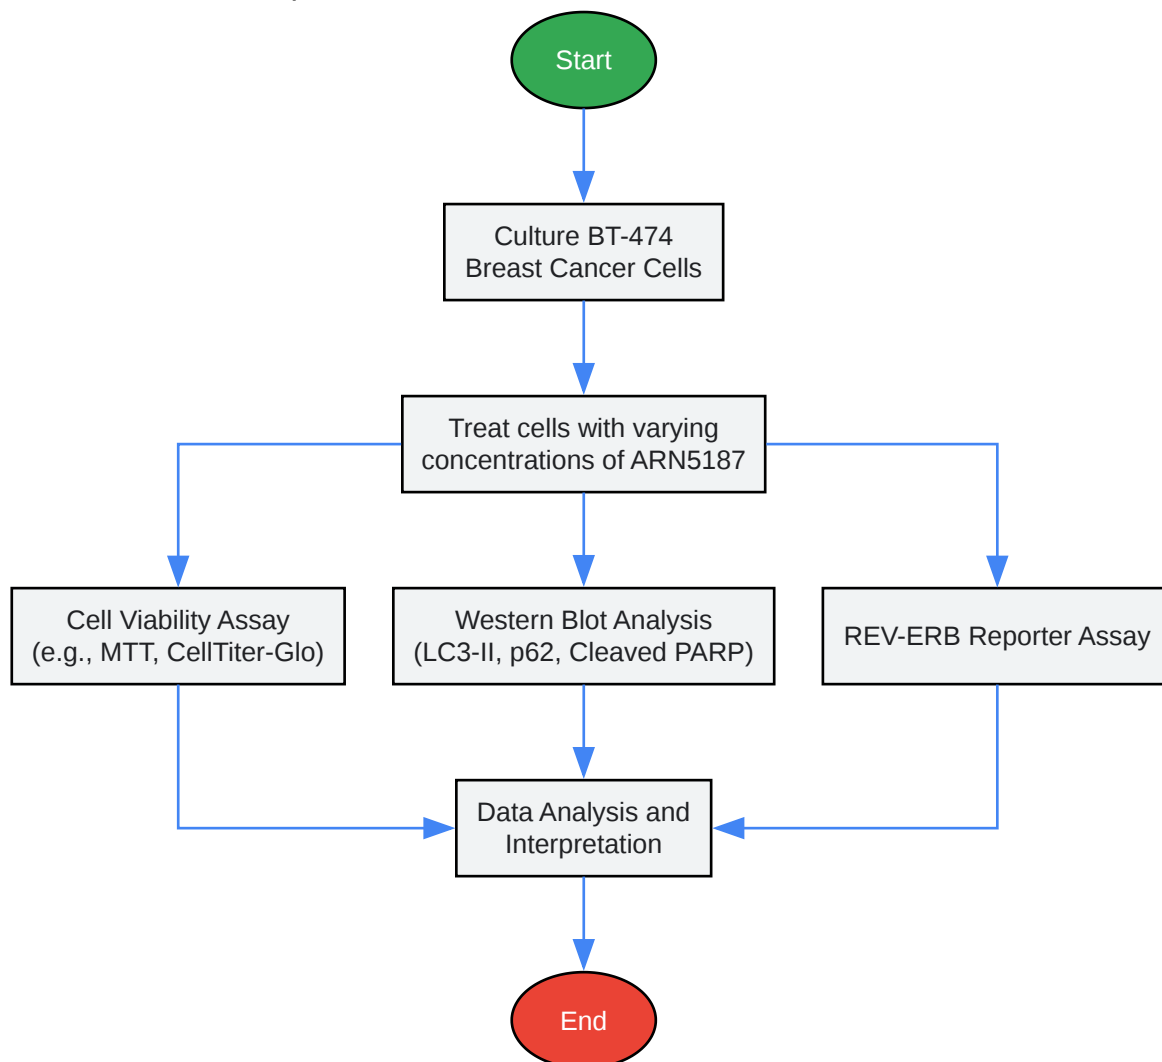 Start
Culture BT-474
Breast Cancer Cells
Treat cells with varying
concentrations of ARN5187
Cell Viability Assay
(e.g., MTT, CellTiter-Glo)
Western Blot Analysis
(LC3-II, p62, Cleaved PARP)
REV-ERB Reporter Assay
Data Analysis and
Interpretation
End